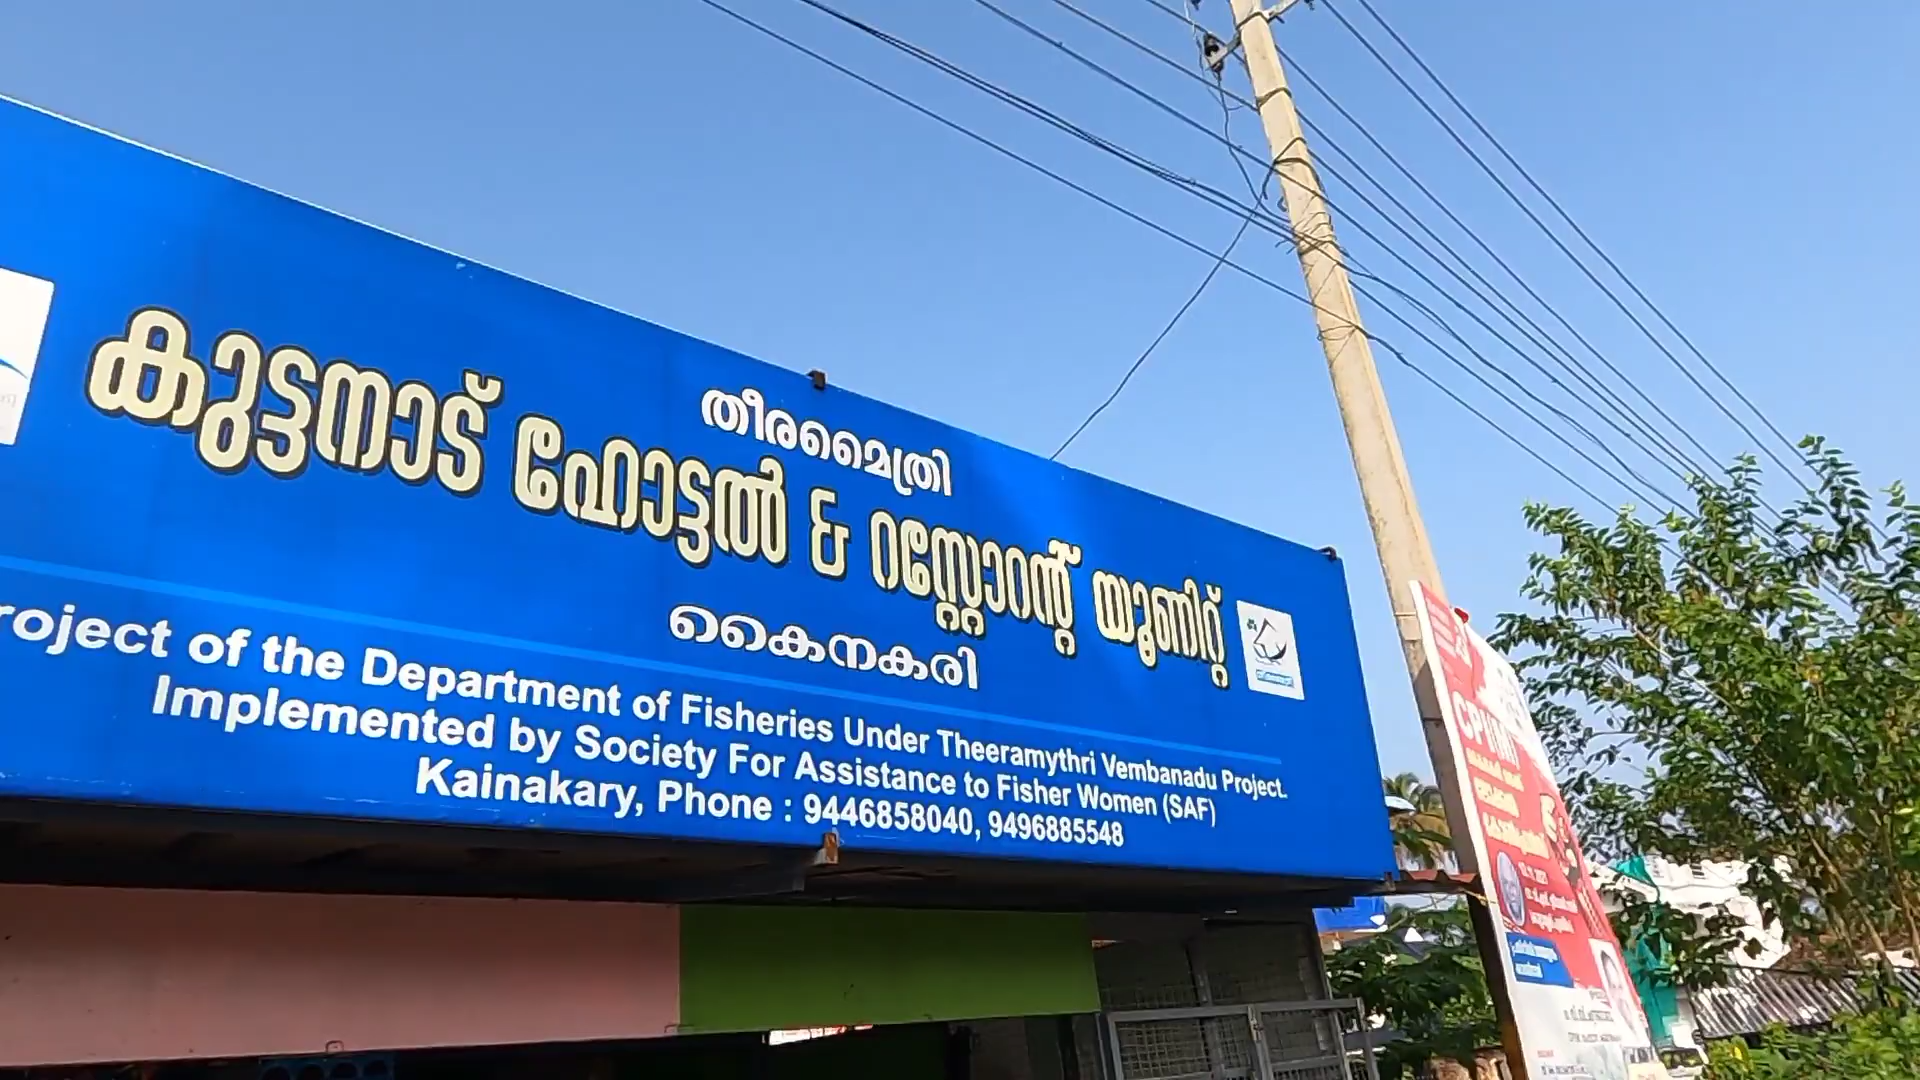 തീരമൈത്രി
കുട്ടനാട് ഹോട്ടൽ & റസ്റ്റോറന്റ് യൂണിറ്റ്
കൈനകരി
roject of the Department of Fisheries Under Theeramythri Vembanadu Project.
Implemented by Society For Assistance to Fisher Women (SAF)
Kainakary, Phone : 9446858040, 9496885548
CPI(M)